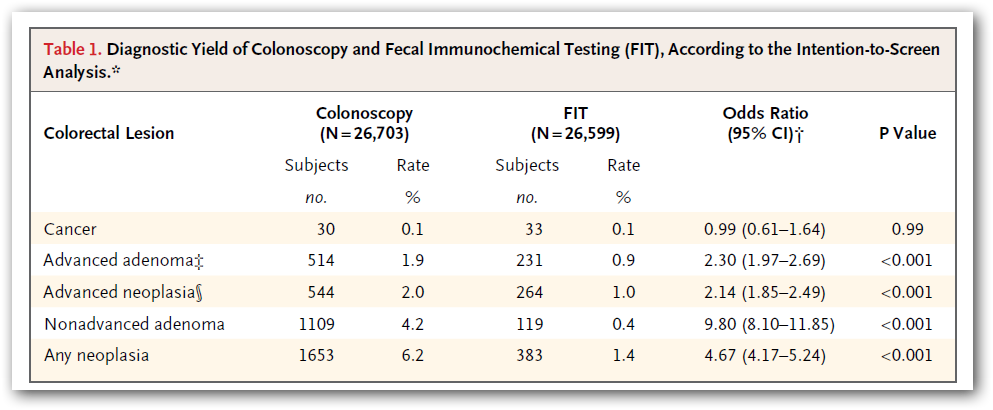 Table 1. Diagnostic Yield of Colonoscopy and Fecal Immunochemical Testing (FIT), According to the Intention-to-Screen
Analysis.*
Colorectal Lesion Colonoscopy (N=26,703) FIT (N=26,599) Odds Ratio (95% CI)† P Value
Subjects Rate Subjects Rate
no. % no. %
Cancer 30 0.1 33 0.1 0.99 (0.61–1.64) 0.99
Advanced adenoma‡ 514 1.9 231 0.9 2.30 (1.97–2.69) <0.001
Advanced neoplasia§ 544 2.0 264 1.0 2.14 (1.85–2.49) <0.001
Nonadvanced adenoma 1109 4.2 119 0.4 9.80 (8.10–11.85) <0.001
Any neoplasia 1653 6.2 383 1.4 4.67 (4.17–5.24) <0.001